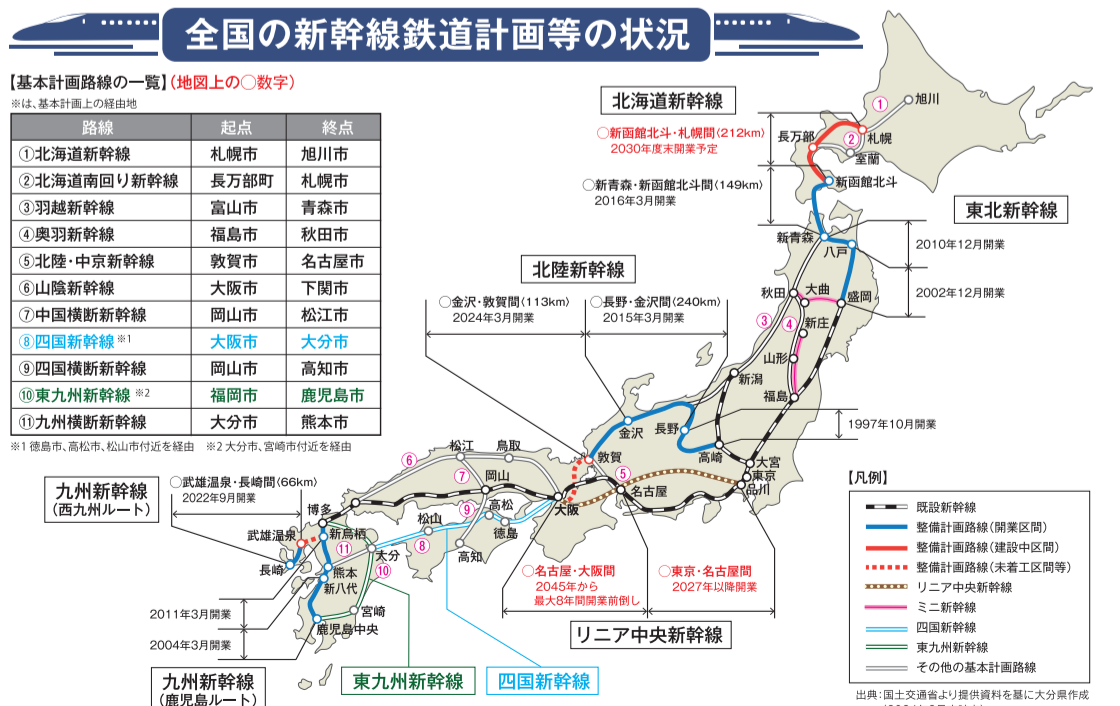 全国の新幹線鉄道計画等の状況
【基本計画路線の一覧】(地図上の○数字)
※は、基本計画上の経由地
路線 起点 終点
①北海道新幹線 札幌市 旭川市
②北海道南回り新幹線 長万部町 札幌市
③羽越新幹線 富山市 青森市
④奥羽新幹線 福島市 秋田市
⑤北陸・中京新幹線 敦賀市 名古屋市
⑥山陰新幹線 大阪市 下関市
⑦中国横断新幹線 岡山市 松江市
⑧四国新幹線 ※1 大阪市 大分市
⑨四国横断新幹線 岡山市 高知市
⑩東九州新幹線 ※2 福岡市 鹿児島市
⑪九州横断新幹線 大分市 熊本市
※1 徳島市、高松市、松山市付近を経由 ※2 大分市、宮崎市付近を経由
北海道新幹線
○新函館北斗・札幌間(212km)
2030年度末開業予定
○新青森・新函館北斗間(149km)
2016年3月開業
①
旭川
長万部
②
札幌
室蘭
新函館北斗
東北新幹線
新青森
八戸
2010年12月開業
2002年12月開業
北陸新幹線
○金沢・敦賀間(113km)
2024年3月開業
○長野・金沢間(240km)
2015年3月開業
秋田
大曲
盛岡
③
④
新庄
山形
新潟
福島
1997年10月開業
金沢
長野
高崎
大宮
東京
品川
敦賀
⑤
名古屋
松江
鳥取
⑥
⑦
岡山
大阪
⑨
高松
松山
徳島
⑧
高知
九州新幹線
(西九州ルート)
○武雄温泉・長崎間(66km)
2022年9月開業
博多
武雄温泉
新鳥栖
⑪
大分
長崎
熊本
⑩
新八代
宮崎
鹿児島中央
2011年3月開業
2004年3月開業
○名古屋・大阪間
2045年から
最大8年間開業前倒し
○東京・名古屋間
2027年以降開業
リニア中央新幹線
九州新幹線
(鹿児島ルート)
東九州新幹線
四国新幹線
【凡例】
既設新幹線
整備計画路線(開業区間)
整備計画路線(建設中区間)
整備計画路線(未着工区間等)
リニア中央新幹線
ミニ新幹線
四国新幹線
東九州新幹線
その他の基本計画路線
出典:国土交通省より提供資料を基に大分県作成